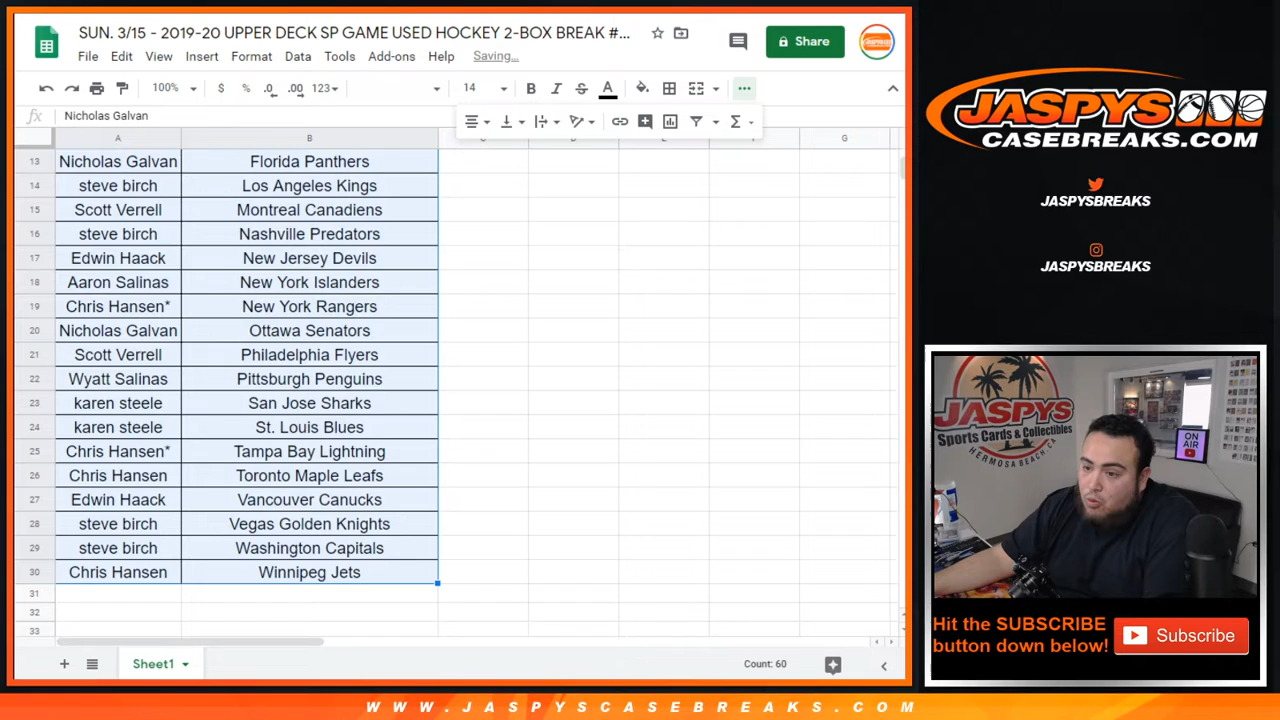 SUN. 3/15 - 2019-20 UPPER DECK SP GAME USED HOCKEY 2-BOX BREAK #...
File Edit View Insert Format Data Tools Add-ons Help Saving...
Share
100% $ % .0 .00 123 14 B I S A
fx Nicholas Galvan
A B C D E F G
13 Nicholas Galvan Florida Panthers
14 steve birch Los Angeles Kings
15 Scott Verrell Montreal Canadiens
16 steve birch Nashville Predators
17 Edwin Haack New Jersey Devils
18 Aaron Salinas New York Islanders
19 Chris Hansen* New York Rangers
20 Nicholas Galvan Ottawa Senators
21 Scott Verrell Philadelphia Flyers
22 Wyatt Salinas Pittsburgh Penguins
23 karen steele San Jose Sharks
24 karen steele St. Louis Blues
25 Chris Hansen* Tampa Bay Lightning
26 Chris Hansen Toronto Maple Leafs
27 Edwin Haack Vancouver Canucks
28 steve birch Vegas Golden Knights
29 steve birch Washington Capitals
30 Chris Hansen Winnipeg Jets
31
32
33
Sheet1
Count: 60
JASPYS
CASEBREAKS.COM
JASPYSBREAKS
JASPYSBREAKS
JASPYS
Sports Cards & Collectibles
HERMOSA BEACH, CA
ON AIR
Hit the SUBSCRIBE
button down below!
Subscribe
WWW.JASPYSCASEBREAKS.COM